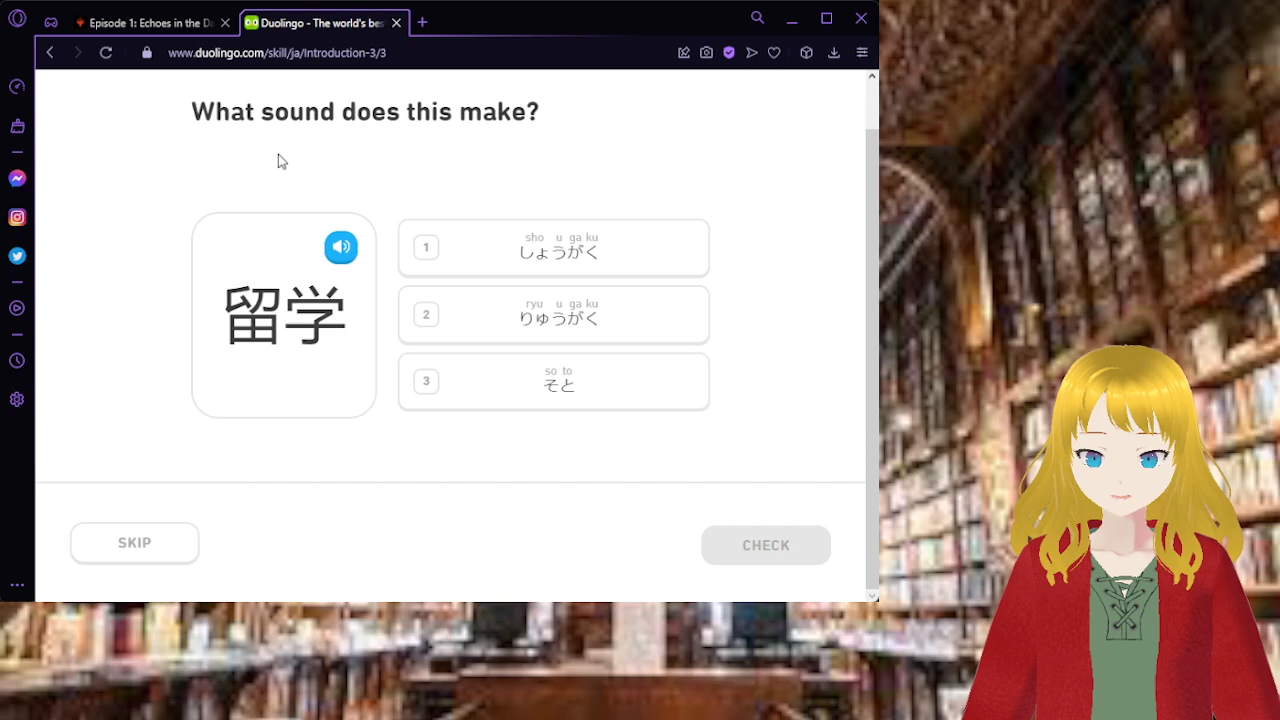 Episode 1: Echoes in the Da
Duolingo - The world's bes
www.duolingo.com/skill/ja/Introduction-3/3
What sound does this make?
留学
1
sho u ga ku
しょうがく
2
ryu u ga ku
りゅうがく
3
so to
そと
SKIP
CHECK